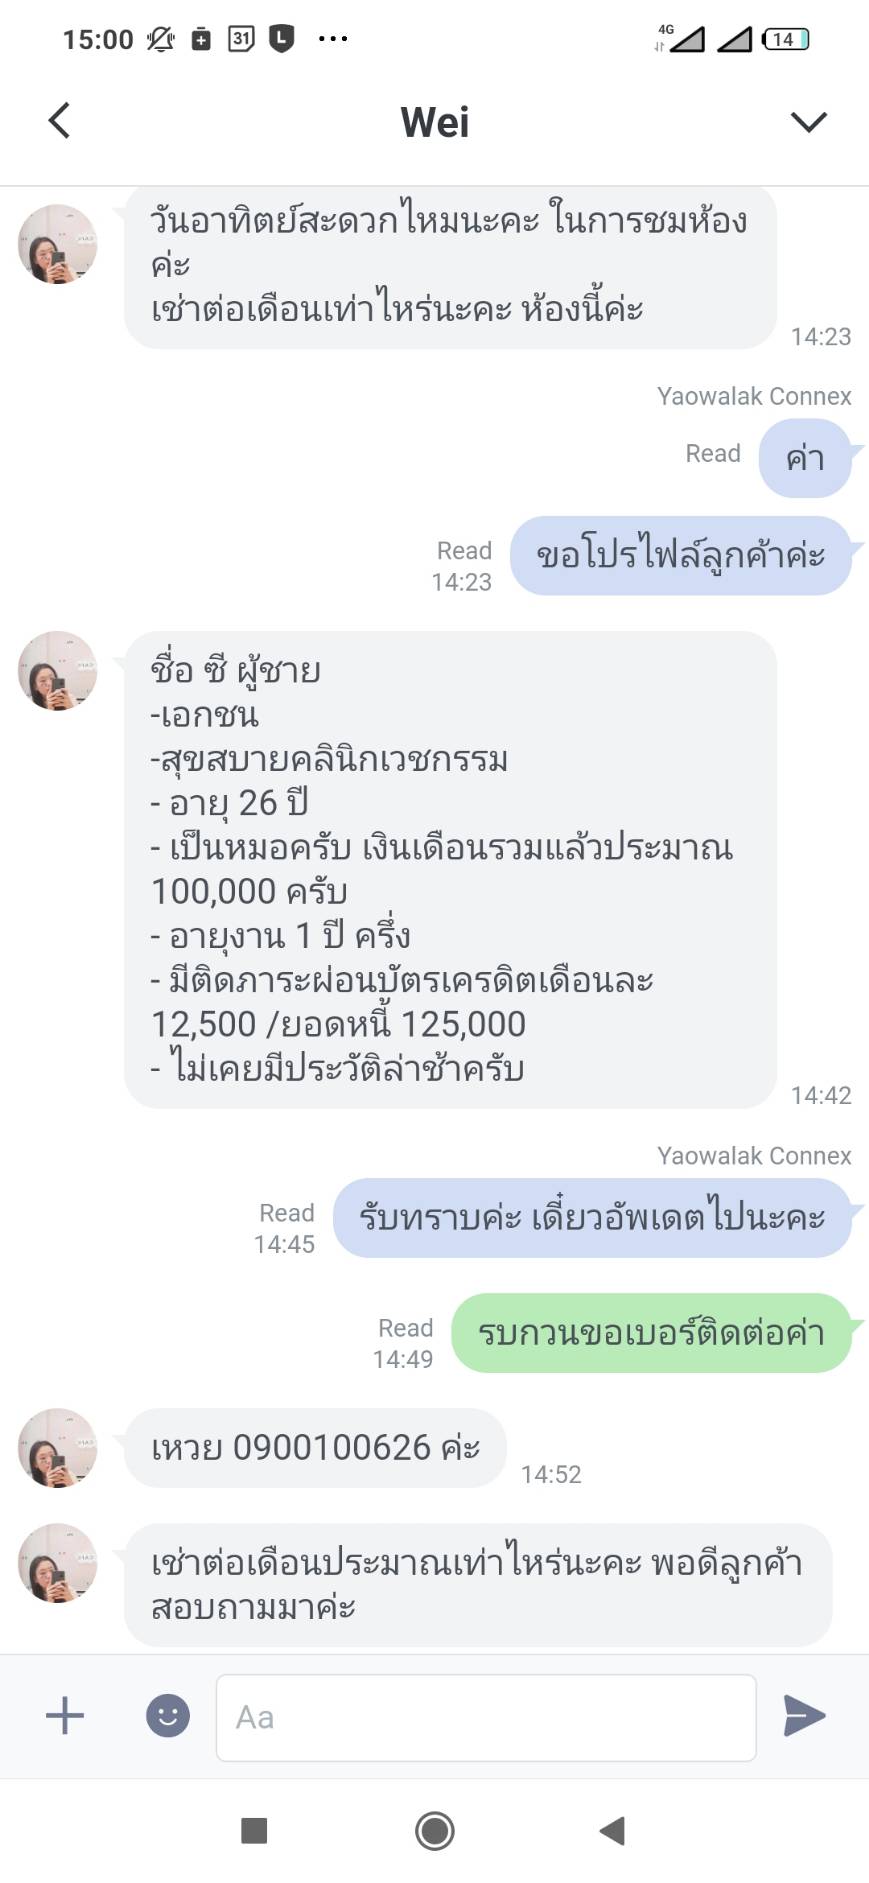 15:00
31
L
4G
14
Wei
วันอาทิตย์สะดวกไหมนะคะ ในการชมห้อง
ค่ะ
เช่าต่อเดือนเท่าไหร่นะคะ ห้องนี้ค่ะ
14:23
Yaowalak Connex
Read
ค่า
Read
14:23
ขอโปรไฟล์ลูกค้าค่ะ
ชื่อ ซี ผู้ชาย
-เอกชน
-สุขสบายคลินิกเวชกรรม
- อายุ 26 ปี
- เป็นหมอครับ เงินเดือนรวมแล้วประมาณ
100,000 ครับ
- อายุงาน 1 ปี ครึ่ง
- มีติดภาระผ่อนบัตรเครดิตเดือนละ
12,500 /ยอดหนี้ 125,000
- ไม่เคยมีประวัติล่าช้าครับ
14:42
Yaowalak Connex
Read
14:45
รับทราบค่ะ เดี๋ยวอัพเดตไปนะคะ
Read
14:49
รบกวนขอเบอร์ติดต่อค่า
เหวย 0900100626 ค่ะ
14:52
เช่าต่อเดือนประมาณเท่าไหร่นะคะ พอดีลูกค้า
สอบถามมาค่ะ
Aa